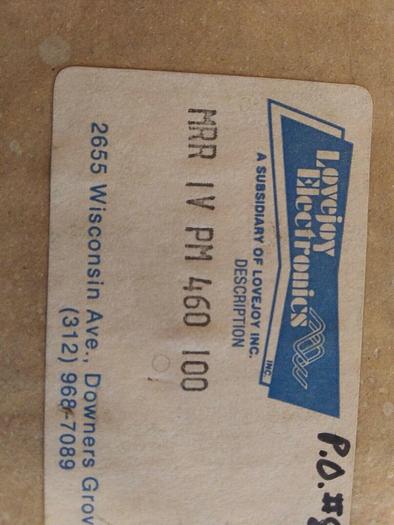 Lovejoy
Electronics
INC.
A SUBSIDIARY OF LOVEJOY INC.
DESCRIPTION
MRR IV PM 460 100
2655 Wisconsin Ave., Downers Grov
(312) 968-7089
P.O.#